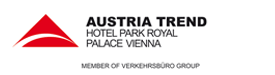 AUSTRIA TREND
HOTEL PARK ROYAL
PALACE VIENNA
MEMBER OF VERKEHRSBÜRO GROUP